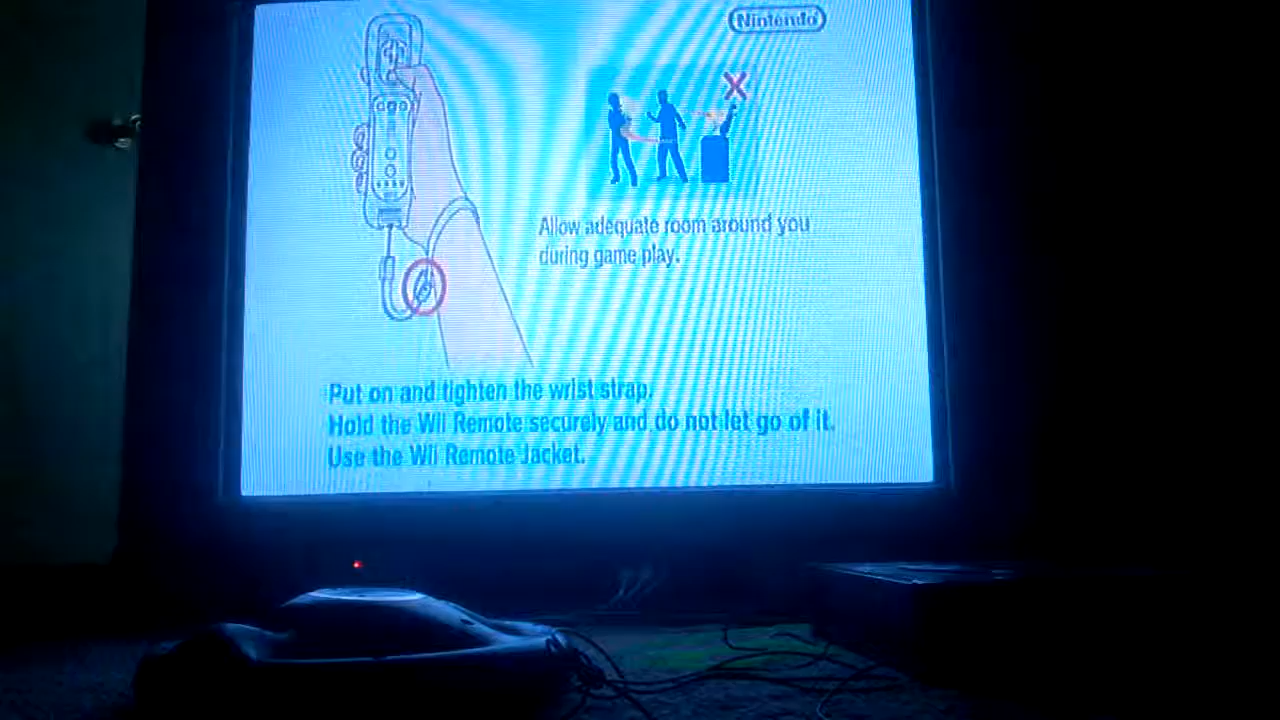 Nintendo
Allow adequate room around you
during game play.
Put on and tighten the wrist strap.
Hold the Wii Remote securely and do not let go of it.
Use the Wii Remote Jacket.